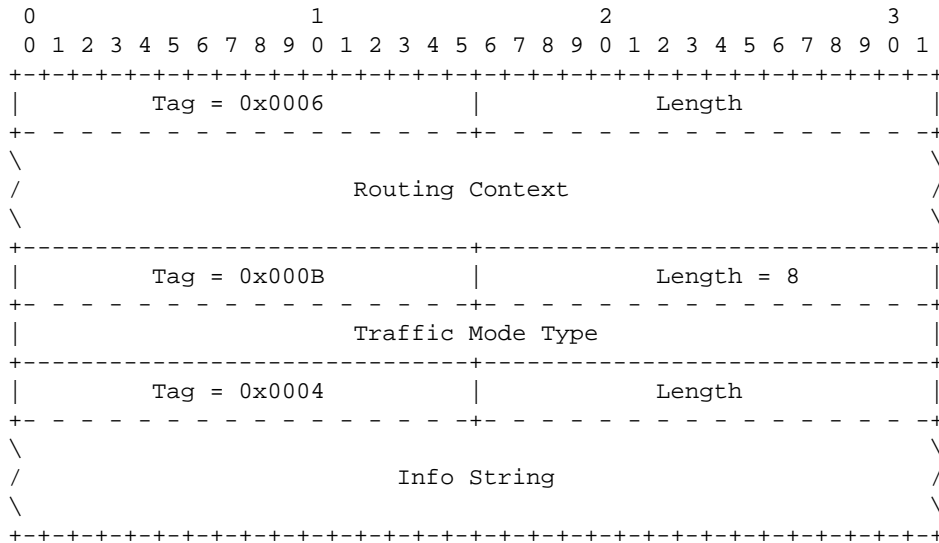 0                   1                   2                   3
 0 1 2 3 4 5 6 7 8 9 0 1 2 3 4 5 6 7 8 9 0 1 2 3 4 5 6 7 8 9 0 1
+-+-+-+-+-+-+-+-+-+-+-+-+-+-+-+-+-+-+-+-+-+-+-+-+-+-+-+-+-+-+-+-+
|         Tag = 0x0006          |            Length             |
+- - - - - - - - - - - - - - - -+- - - - - - - - - - - - - - - -+
\                                                               \
/                       Routing Context                         /
\                                                               \
+-------------------------------+-------------------------------+
|         Tag = 0x000B          |            Length = 8         |
+- - - - - - - - - - - - - - - -+- - - - - - - - - - - - - - - -+
|                       Traffic Mode Type                       |
+-------------------------------+-------------------------------+
|         Tag = 0x0004          |            Length             |
+- - - - - - - - - - - - - - - -+- - - - - - - - - - - - - - - -+
\                                                               \
/                          Info String                          /
\                                                               \
+-+-+-+-+-+-+-+-+-+-+-+-+-+-+-+-+-+-+-+-+-+-+-+-+-+-+-+-+-+-+-+-+